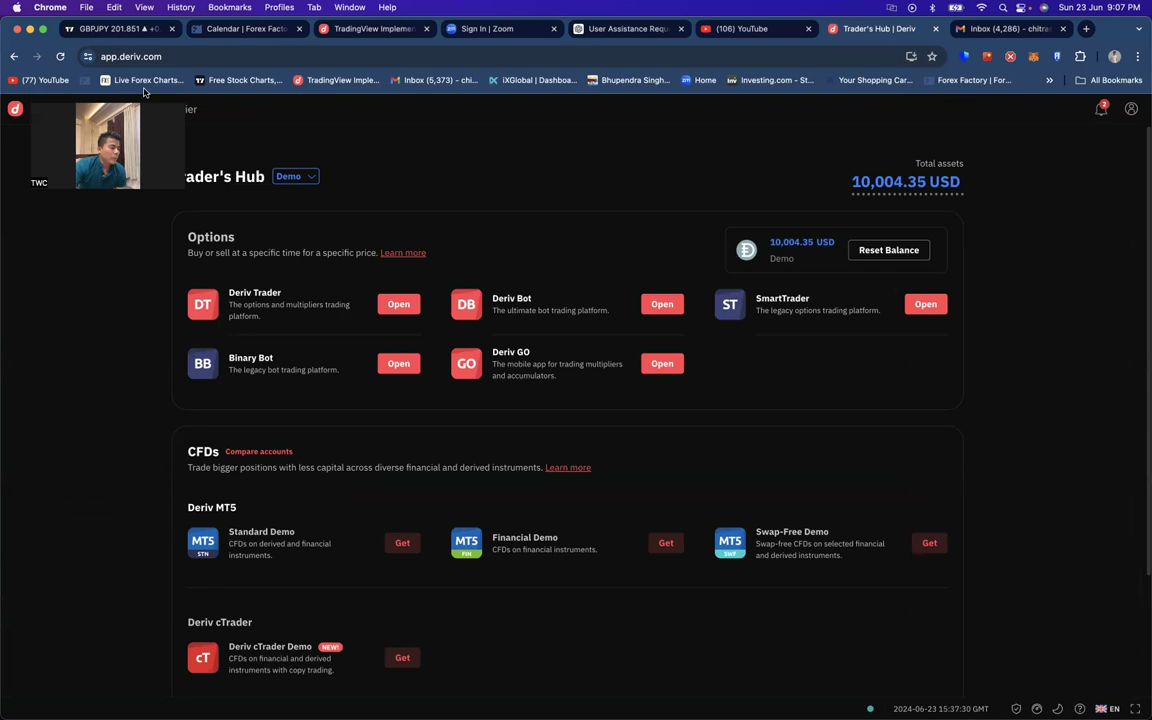 Chrome File Edit View History Bookmarks Profiles Tab Window Help Sun 23 Jun 9:07 PM
GBPJPY 201.851 ▲ +0. Calendar | Forex Facto TradingView Implemen Sign In | Zoom User Assistance Requ (106) YouTube Trader's Hub | Deriv Inbox (4,286) - chitras
app.deriv.com
(77) YouTube Live Forex Charts... Free Stock Charts,... TradingView Imple... Inbox (5,373) - chi... iXGlobal | Dashboa... Bhupendra Singh... Home Investing.com - St... Your Shopping Car... Forex Factory | For... » All Bookmarks
ier 2
TWC
rader's Hub Demo
Total assets
10,004.35 USD
Options
Buy or sell at a specific time for a specific price. Learn more
10,004.35 USD
Demo
Reset Balance
DT Deriv Trader
The options and multipliers trading
platform.
Open
DB Deriv Bot
The ultimate bot trading platform.
Open
ST SmartTrader
The legacy options trading platform.
Open
BB Binary Bot
The legacy bot trading platform.
Open
GO Deriv GO
The mobile app for trading multipliers
and accumulators.
Open
CFDs Compare accounts
Trade bigger positions with less capital across diverse financial and derived instruments. Learn more
Deriv MT5
MT5 STN Standard Demo
CFDs on derived and financial
instruments.
Get
MT5 FIN Financial Demo
CFDs on financial instruments.
Get
MT5 SWF Swap-Free Demo
Swap-free CFDs on selected financial
and derived instruments.
Get
Deriv cTrader
cT Deriv cTrader Demo NEW!
CFDs on financial and derived
instruments with copy trading.
Get
2024-06-23 15:37:30 GMT EN